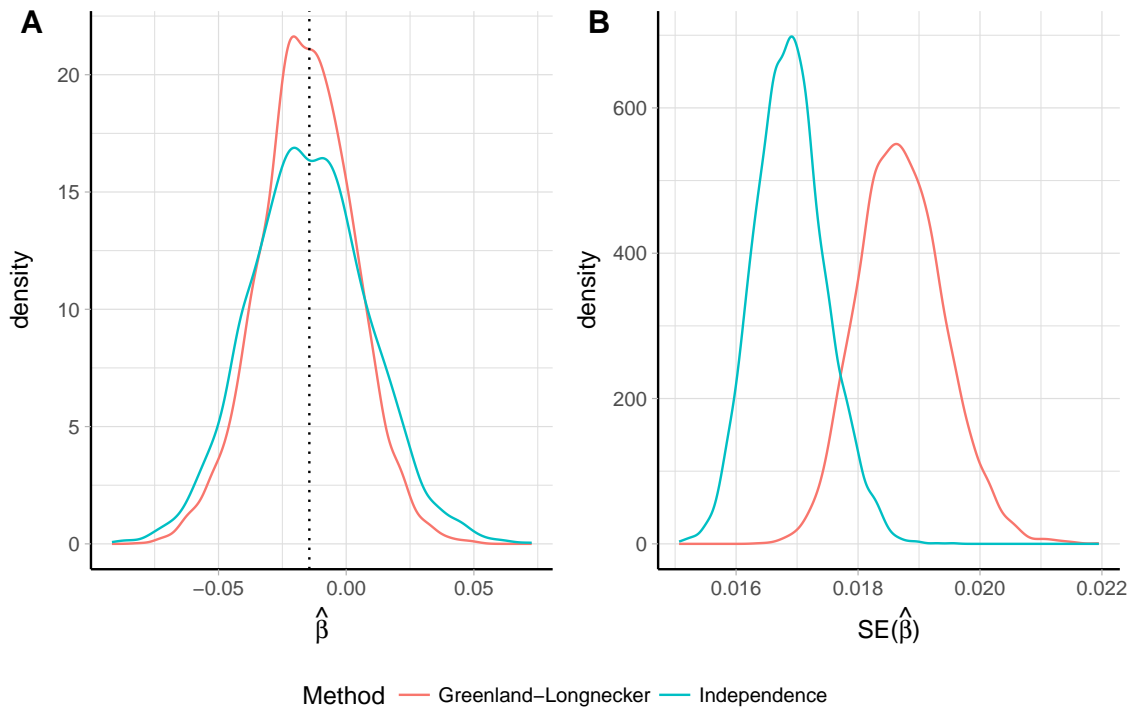 A
density
20
15
10
5
0
−0.05
0.00
0.05
β̂
B
density
600
400
200
0
0.016
0.018
0.020
0.022
SE(β̂)
Method Greenland−Longnecker Independence